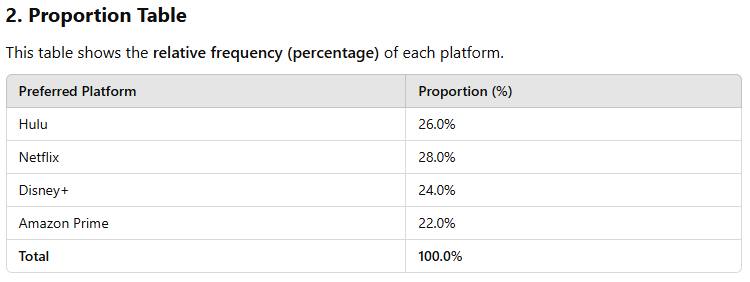 2. Proportion Table
This table shows the relative frequency (percentage) of each platform.
Preferred Platform Proportion (%)
Hulu 26.0%
Netflix 28.0%
Disney+ 24.0%
Amazon Prime 22.0%
Total 100.0%